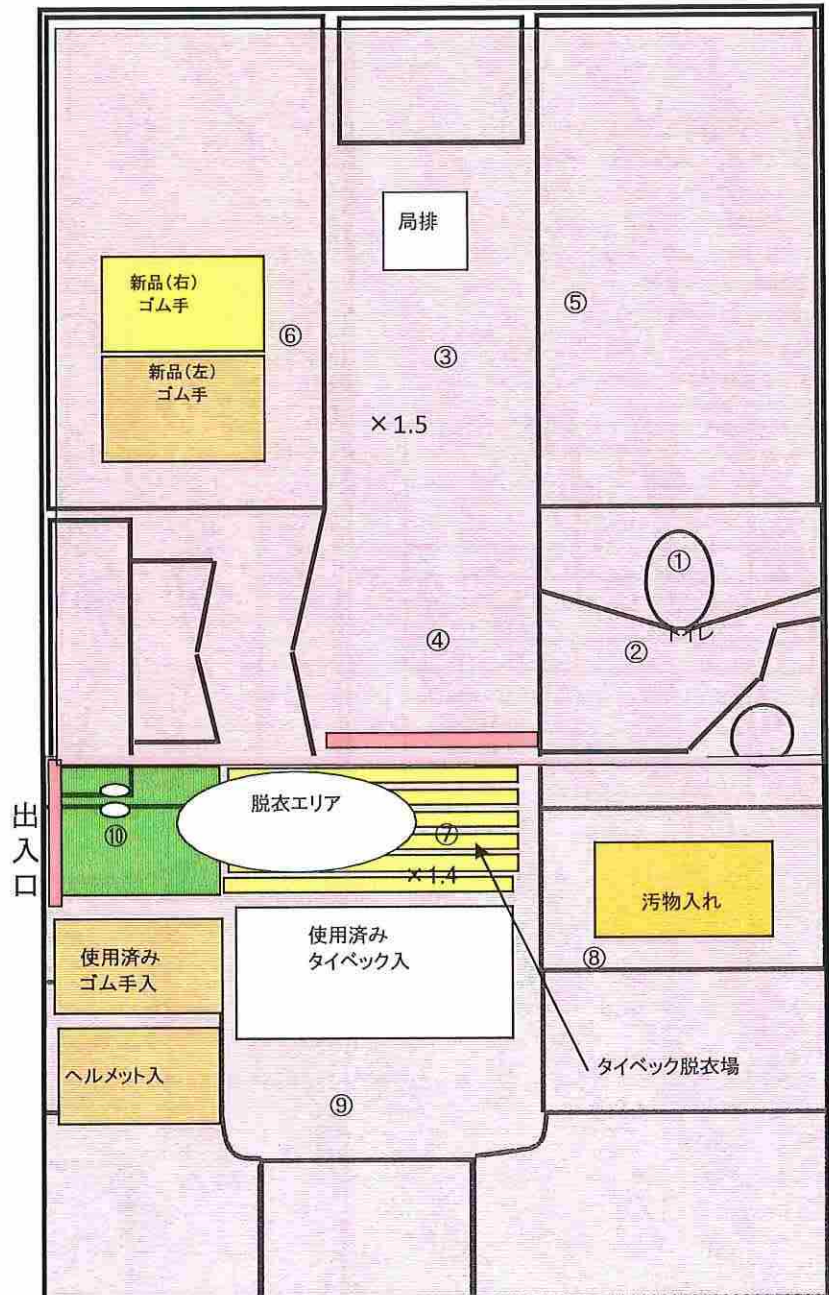 局排
新品(右)
ゴム手
⑤
⑥
③
新品(左)
ゴム手
×1.5
①
④
②
トイレ
出入口
脱衣エリア
⑩
⑦
×1.4
汚物入れ
使用済み
タイベック入
使用済み
ゴム手入
⑧
タイベック脱衣場
ヘルメット入
⑨